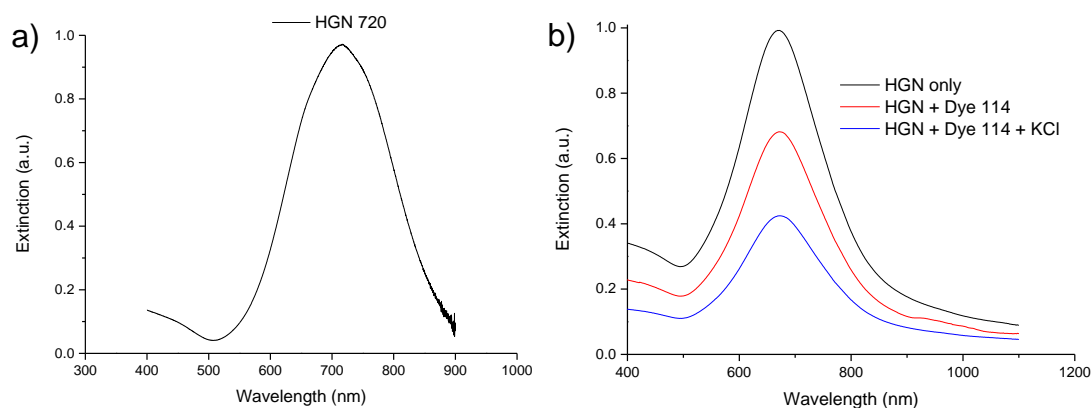 a)
HGN 720
1.0
0.8
0.6
0.4
0.2
0.0
Extinction (a.u.)
300 400 500 600 700 800 900 1000
Wavelength (nm)
b)
HGN only
HGN + Dye 114
HGN + Dye 114 + KCl
1.0
0.8
0.6
0.4
0.2
0.0
Extinction (a.u.)
400 600 800 1000 1200
Wavelength (nm)